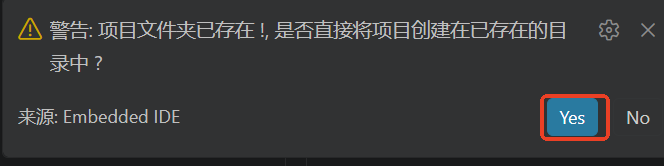 警告: 项目文件夹已存在 !, 是否直接将项目创建在已存在的目
录中 ?
来源: Embedded IDE
Yes
No